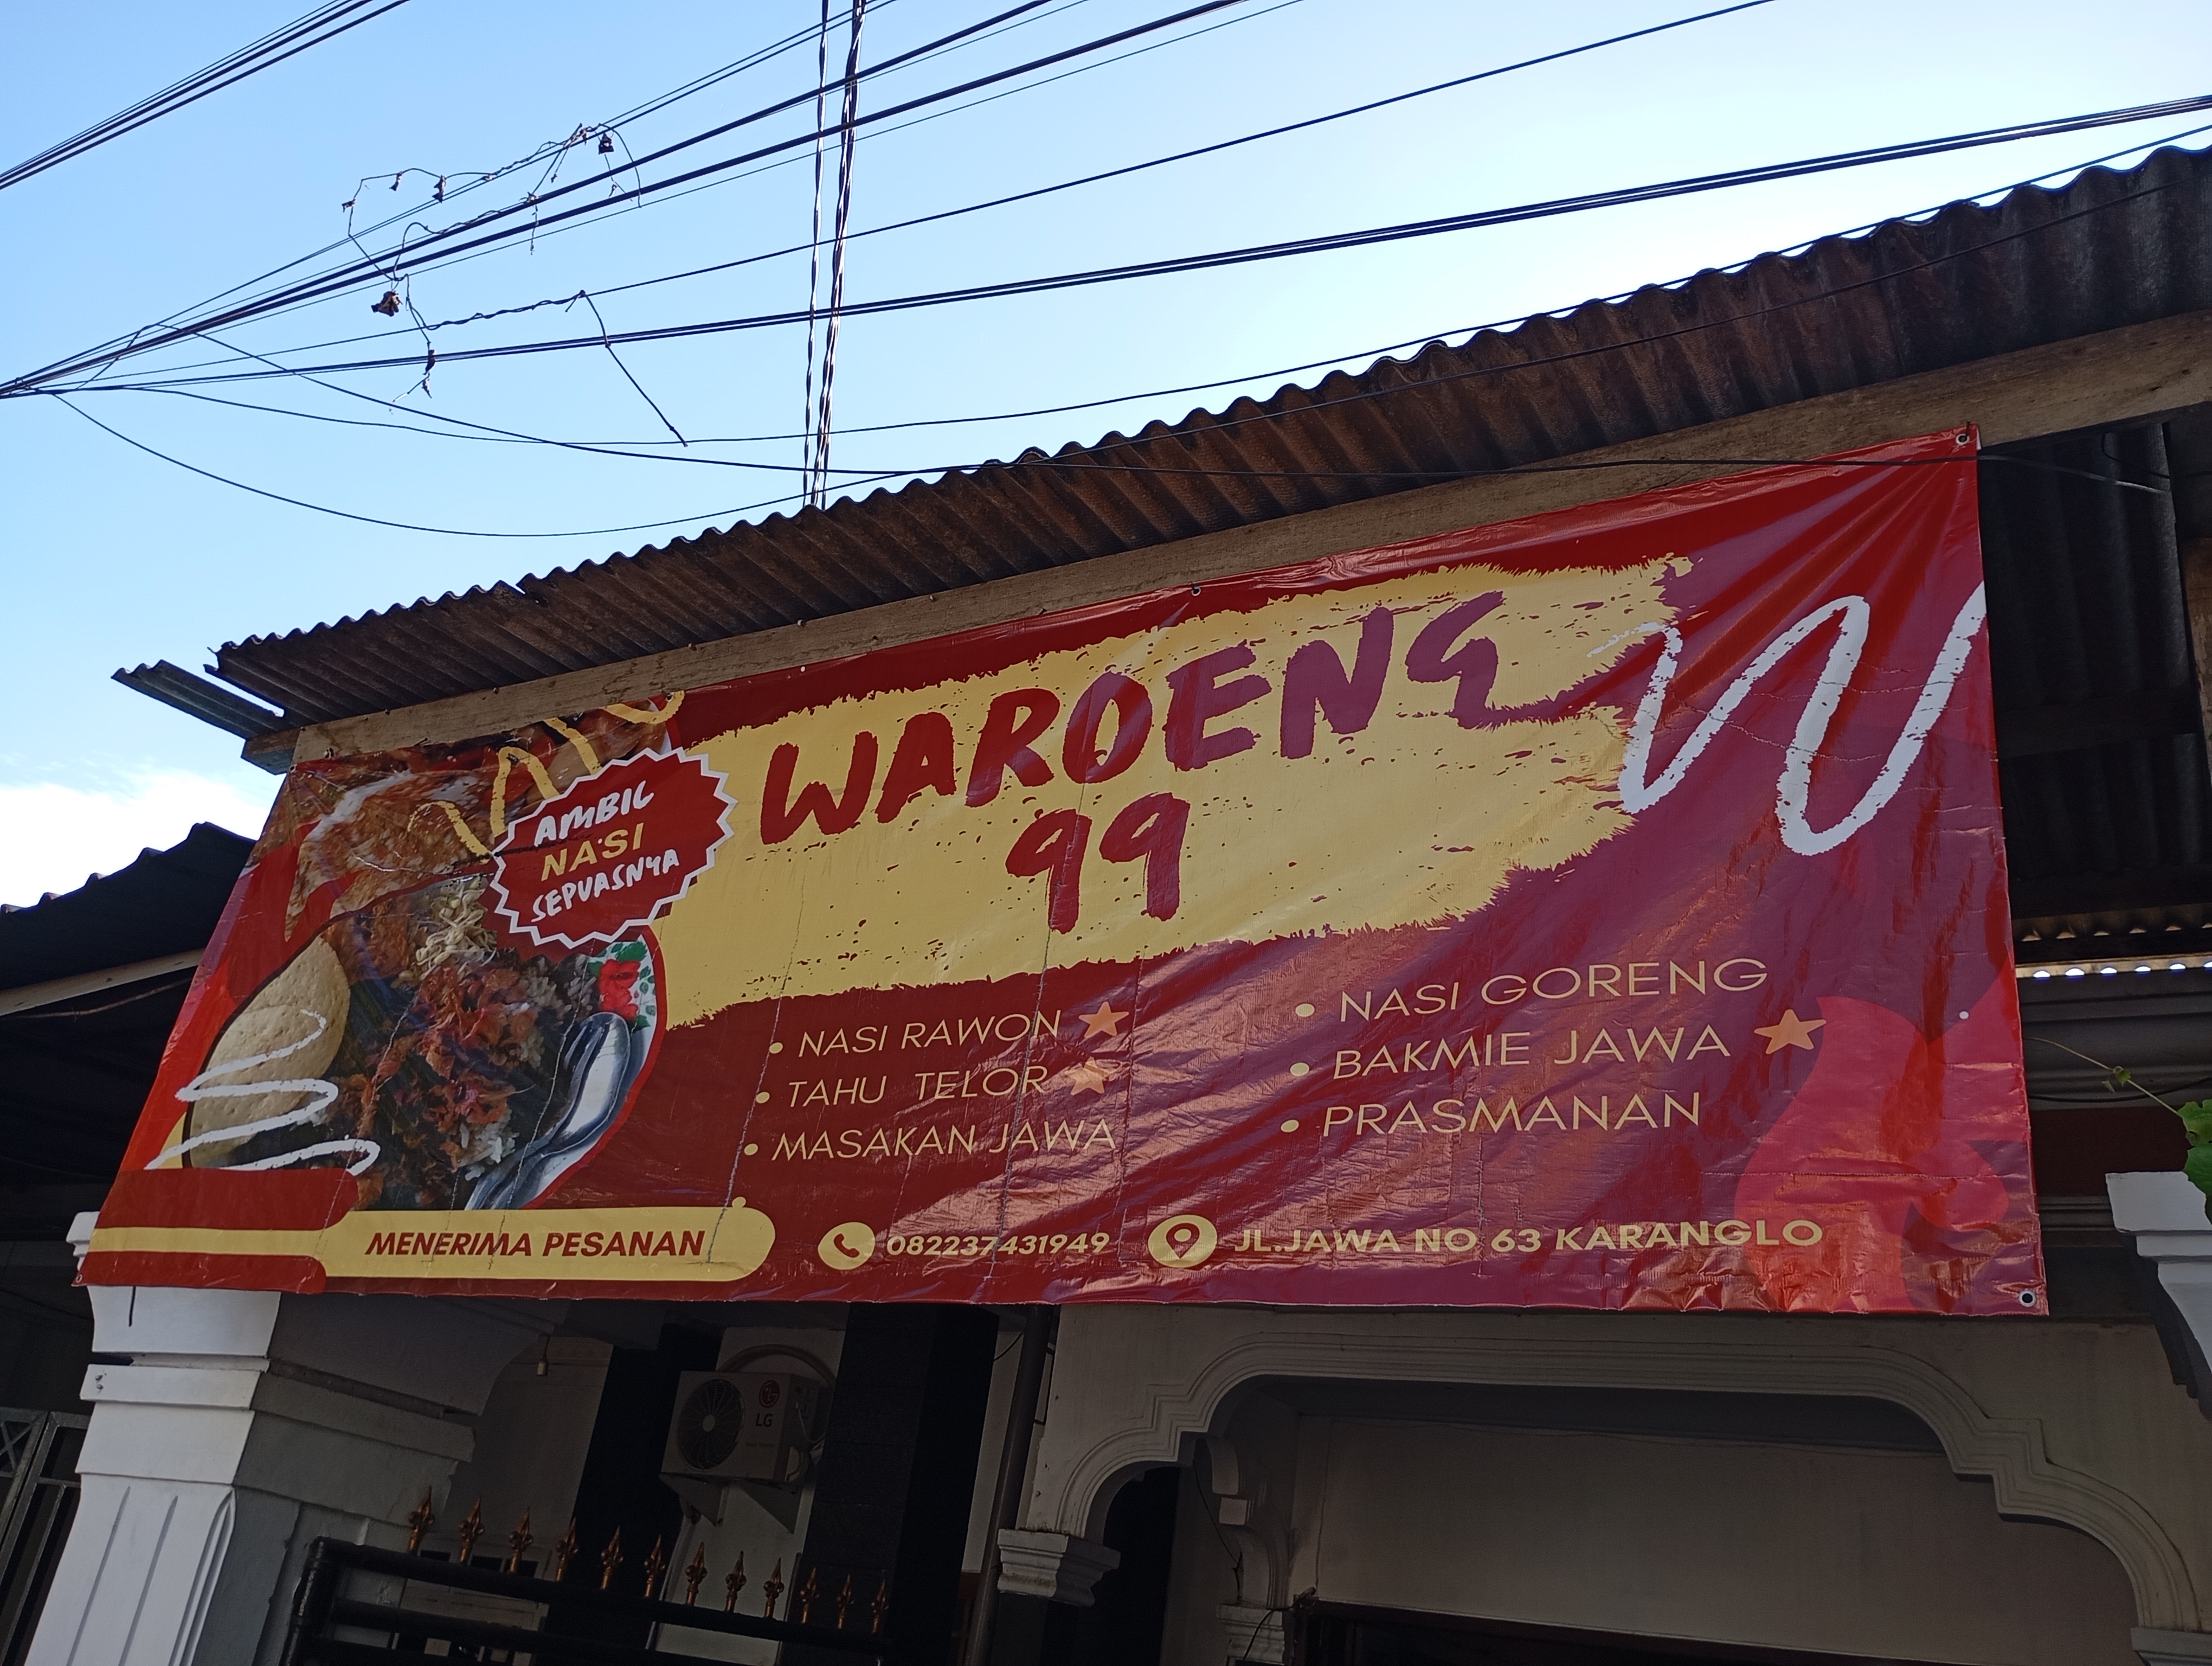 WAROENG
99
AMBIL
NASI
SEPUASNYA
• NASI RAWON
• TAHU TELOR
• MASAKAN JAWA
• NASI GORENG
• BAKMIE JAWA
• PRASMANAN
MENERIMA PESANAN
082237431949
JL.JAWA NO 63 KARANGLO
LG